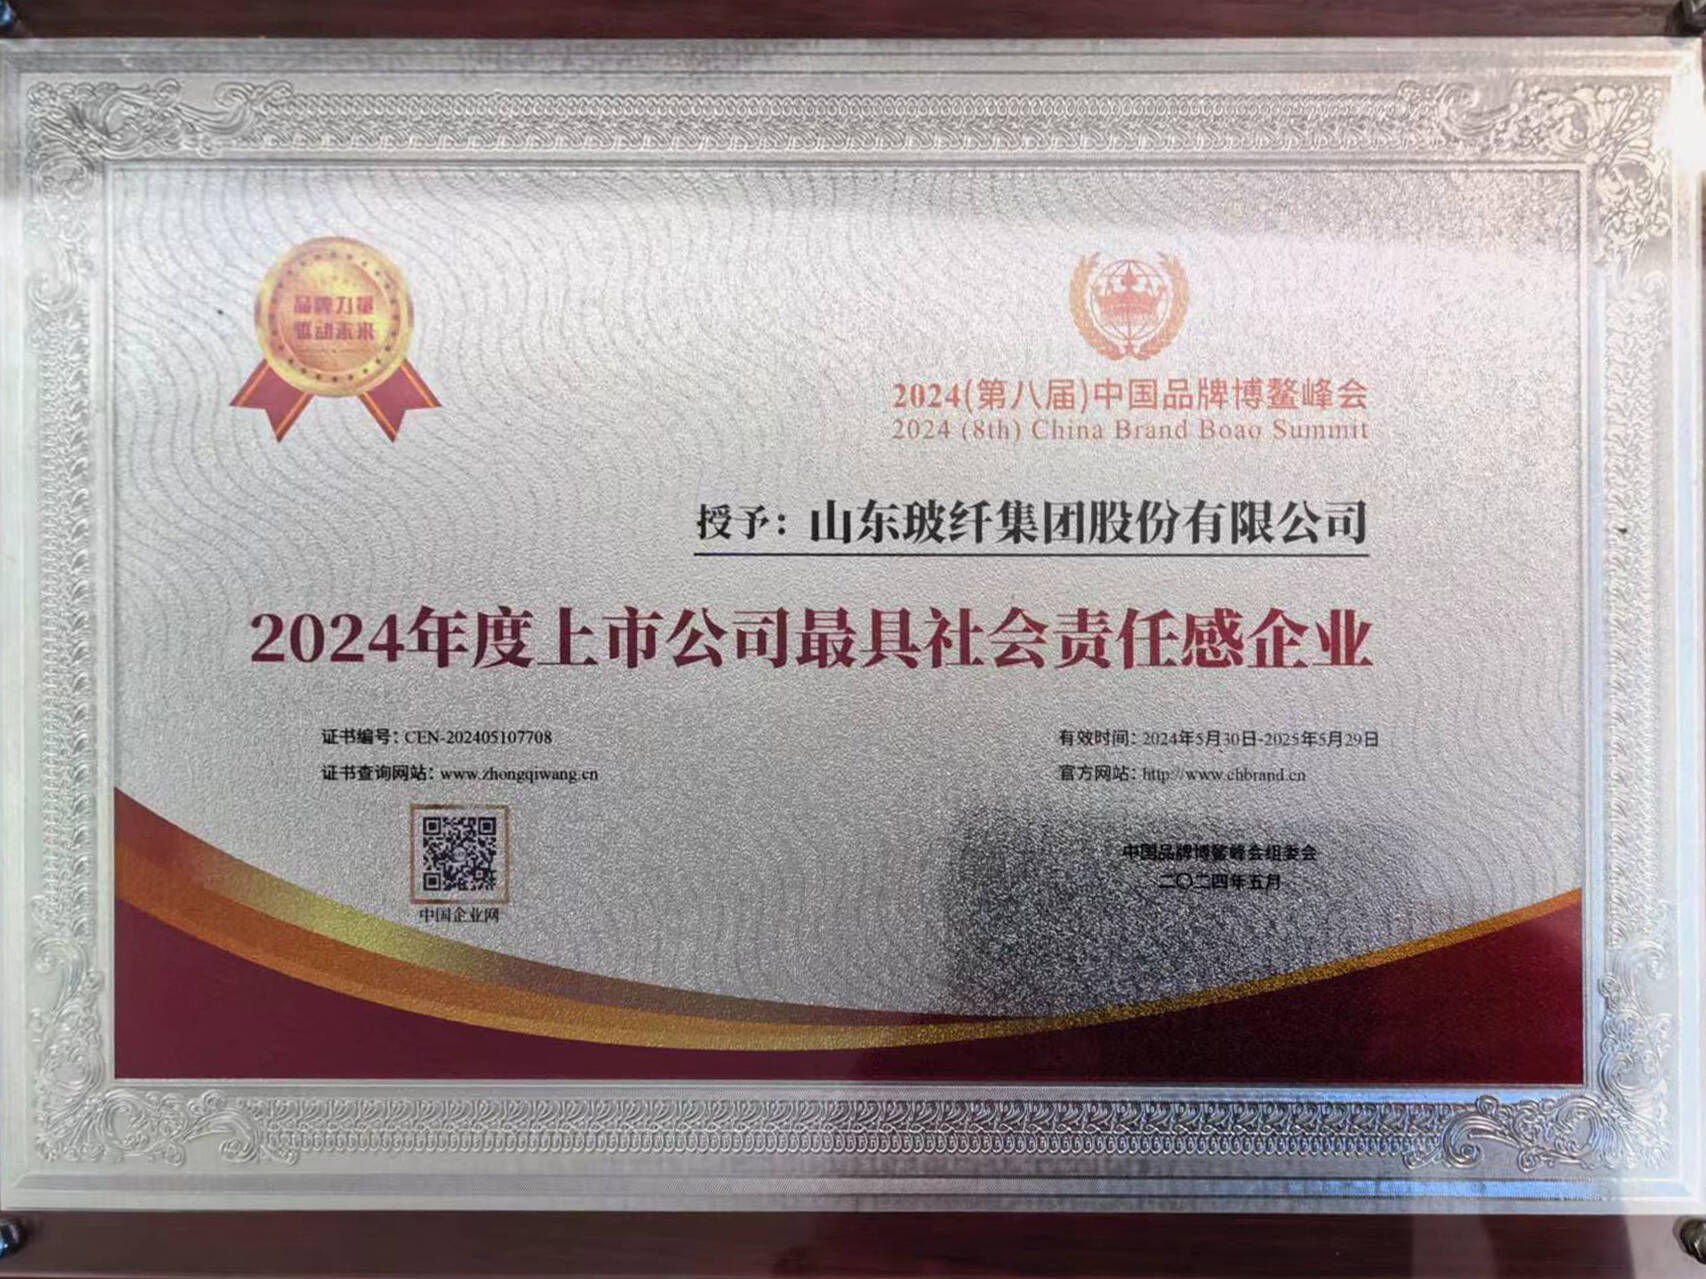 品牌力量
驱动未来
2024(第八届)中国品牌博鳌峰会
2024 (8th) China Brand Boao Summit
授予：山东玻纤集团股份有限公司
2024年度上市公司最具社会责任感企业
证书编号：CEN-202405107708
有效时间：2024年5月30日-2025年5月29日
证书查询网站：www.zhongqiwang.cn
官方网站：http://www.chbrand.cn
中国企业网
中国品牌博鳌峰会组委会
二〇二四年五月